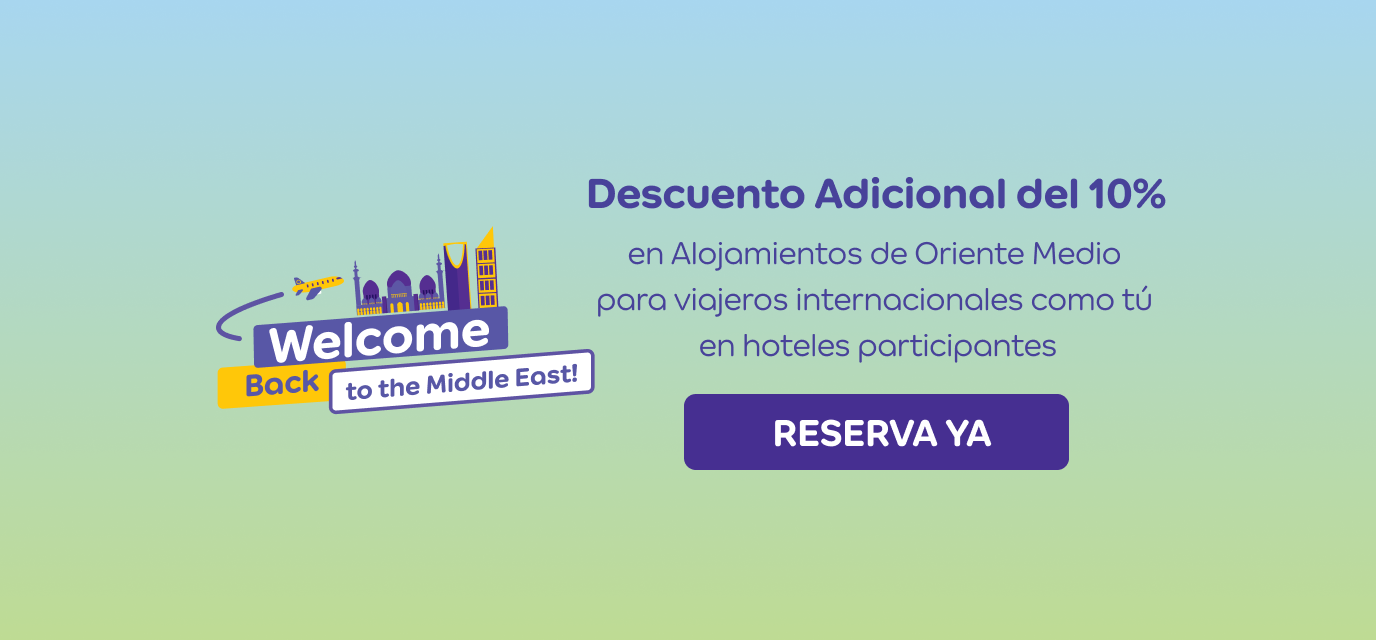 Welcome
Back
to the Middle East!
Descuento Adicional del 10%
en Alojamientos de Oriente Medio
para viajeros internacionales como tú
en hoteles participantes
RESERVA YA